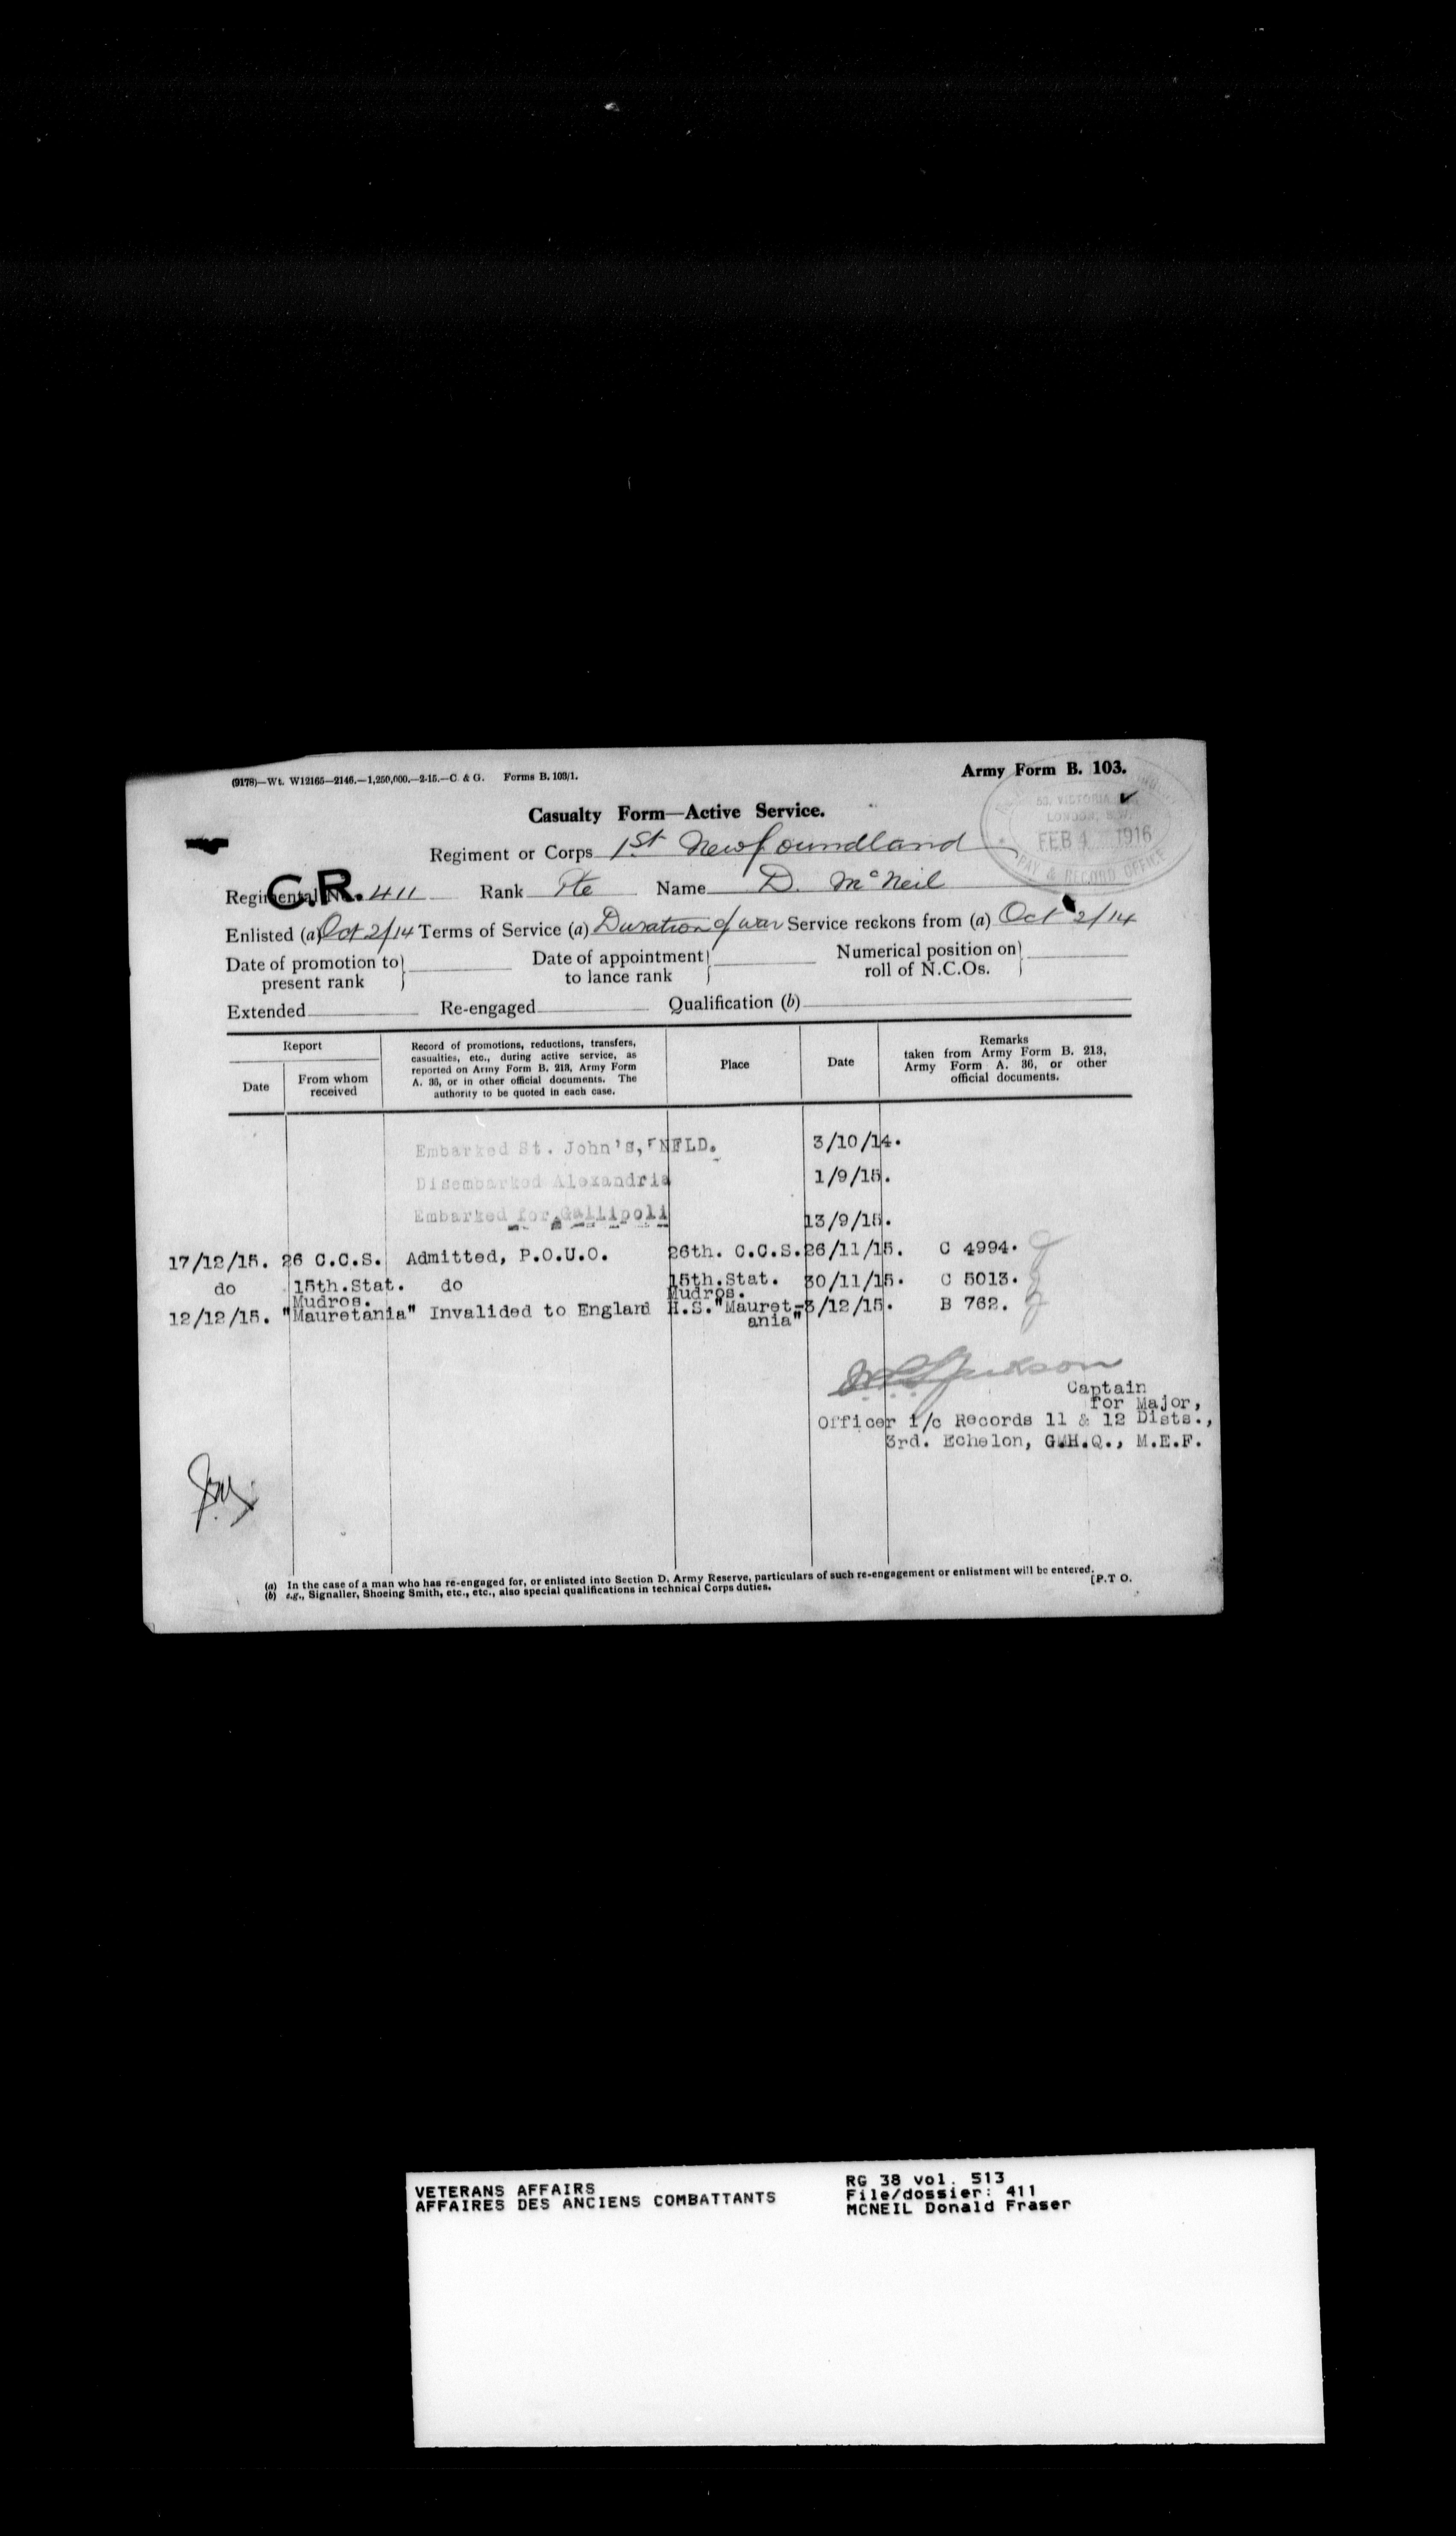 (9178)—Wt. W12165—2146.—1,250,000.—2-15.—C. & G. Forms B. 103/1.
Army Form B. 103.
Casualty Form—Active Service.
53, VICTORIA
LONDON, S.W.
FEB 1916
PAY & RECORD OFFICE
Regiment or Corps 1st Newfoundland
C.R.
Regimental No. 411 Rank Pte Name D. McNeil
Enlisted (a) Oct 2/14 Terms of Service (a) Duration of war Service reckons from (a) Oct 2/14
Date of promotion to present rank } Date of appointment to lance rank } Numerical position on roll of N.C.Os. }
Extended Re-engaged Qualification (b)
Report
Date
From whom received
Record of promotions, reductions, transfers,
casualties, etc., during active service, as
reported on Army Form B. 213, Army Form
A. 36, or in other official documents. The
authority to be quoted in each case.
Place
Date
Remarks
taken from Army Form B. 213,
Army Form A. 36, or other
official documents.
Embarked St. John's, NFLD. 3/10/14.
Disembarked Alexandria 1/9/15.
Embarked for Gallipoli 13/9/15.
17/12/15. 26 C.C.S. Admitted, P.O.U.O. 26th. C.C.S. 26/11/15. C 4994.
do 15th.Stat. do 15th.Stat. 30/11/15. C 5013.
Mudros. Mudros.
12/12/15. "Mauretania" Invalided to England H.S."Mauret- 3/12/15. B 762.
ania"
Captain
for Major,
Officer i/c Records 11 & 12 Dists.,
3rd. Echelon, G.H.Q., M.E.F.
(a) In the case of a man who has re-engaged for, or enlisted into Section D. Army Reserve, particulars of such re-engagement or enlistment will be entered.
(b) e.g., Signaller, Shoeing Smith, etc., etc., also special qualifications in technical Corps duties.
[P.T O.
VETERANS AFFAIRS
AFFAIRES DES ANCIENS COMBATTANTS
RG 38 vol. 513
File/dossier: 411
MCNEIL Donald Fraser